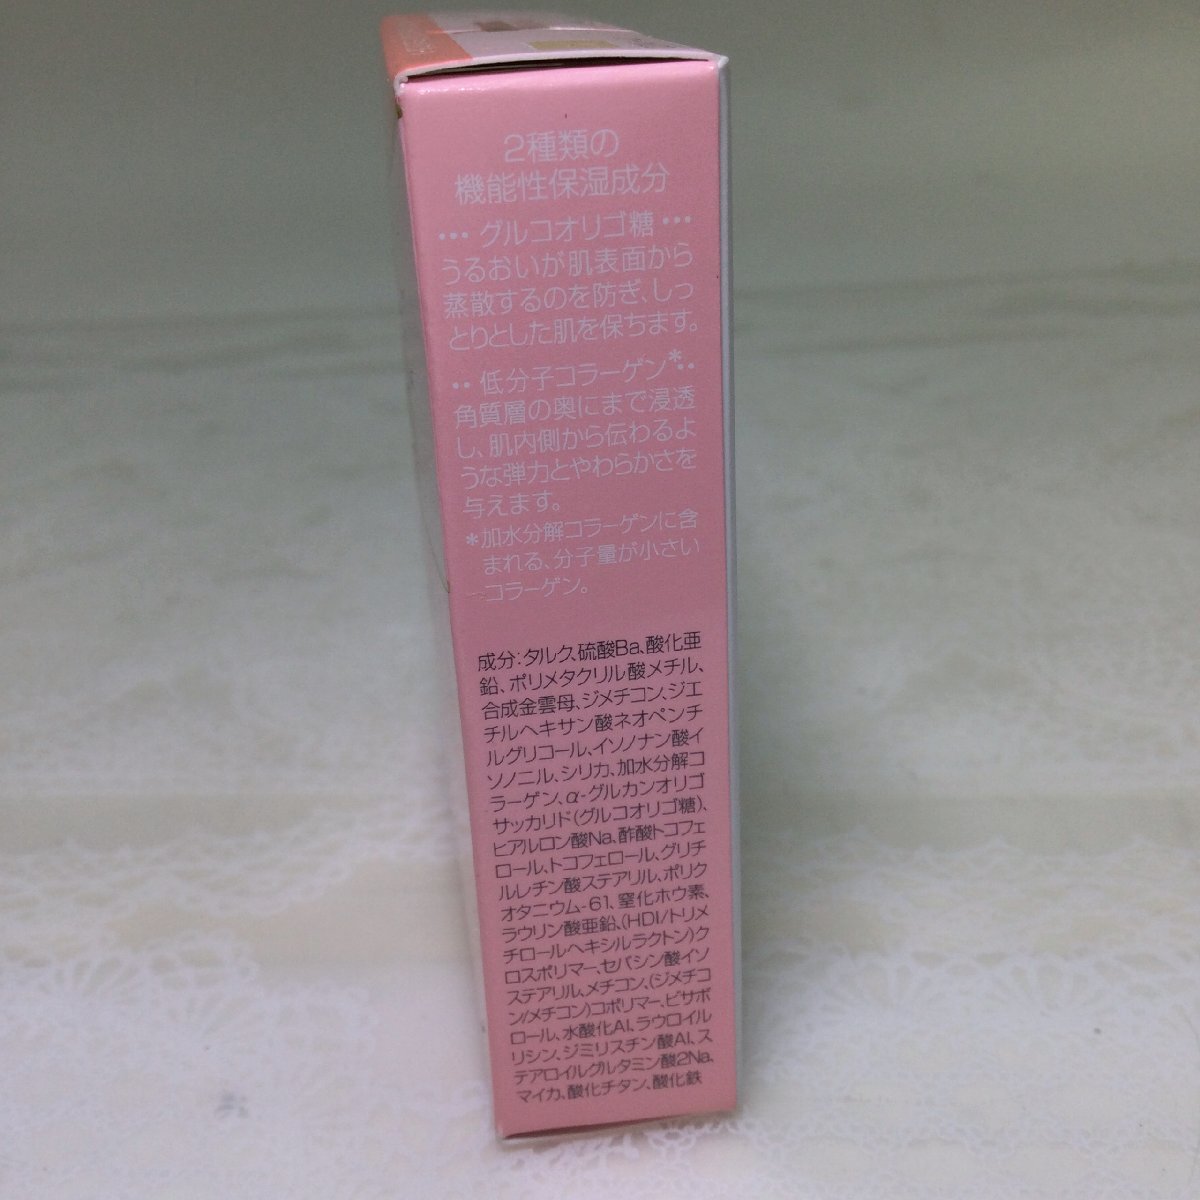 2種類の
機能性保湿成分
･･･グルコオリゴ糖･･･
うるおいが肌表面から
蒸散するのを防ぎ、しっ
とりとした肌を保ちます。
･･低分子コラーゲン*･･
角質層の奥にまで浸透
し、肌内側から伝わるよ
うな弾力とやわらかさを
与えます。
*加水分解コラーゲンに含
まれる、分子量が小さい
コラーゲン。
成分:タルク、硫酸Ba、酸化亜
鉛、ポリメタクリル酸メチル、
合成金雲母、ジメチコン、ジエ
チルヘキサン酸ネオペンチ
ルグリコール、イソノナン酸イ
ソノニル、シリカ、加水分解コ
ラーゲン、α-グルカンオリゴ
サッカリド(グルコオリゴ糖)、
ヒアルロン酸Na、酢酸トコフェ
ロール、トコフェロール、グリチ
ルレチン酸ステアリル、ポリク
オタニウム-61、窒化ホウ素、
ラウリン酸亜鉛、(HDI/トリメ
チロールヘキシルラクトン)ク
ロスポリマー、セバシン酸イソ
ステアリル、メチコン、(ジメチコ
ン/メチコン)コポリマー、ビサボ
ロール、水酸化Al、ラウロイル
リシン、ジミリスチン酸Al、ス
テアロイルグルタミン酸2Na、
マイカ、酸化チタン、酸化鉄